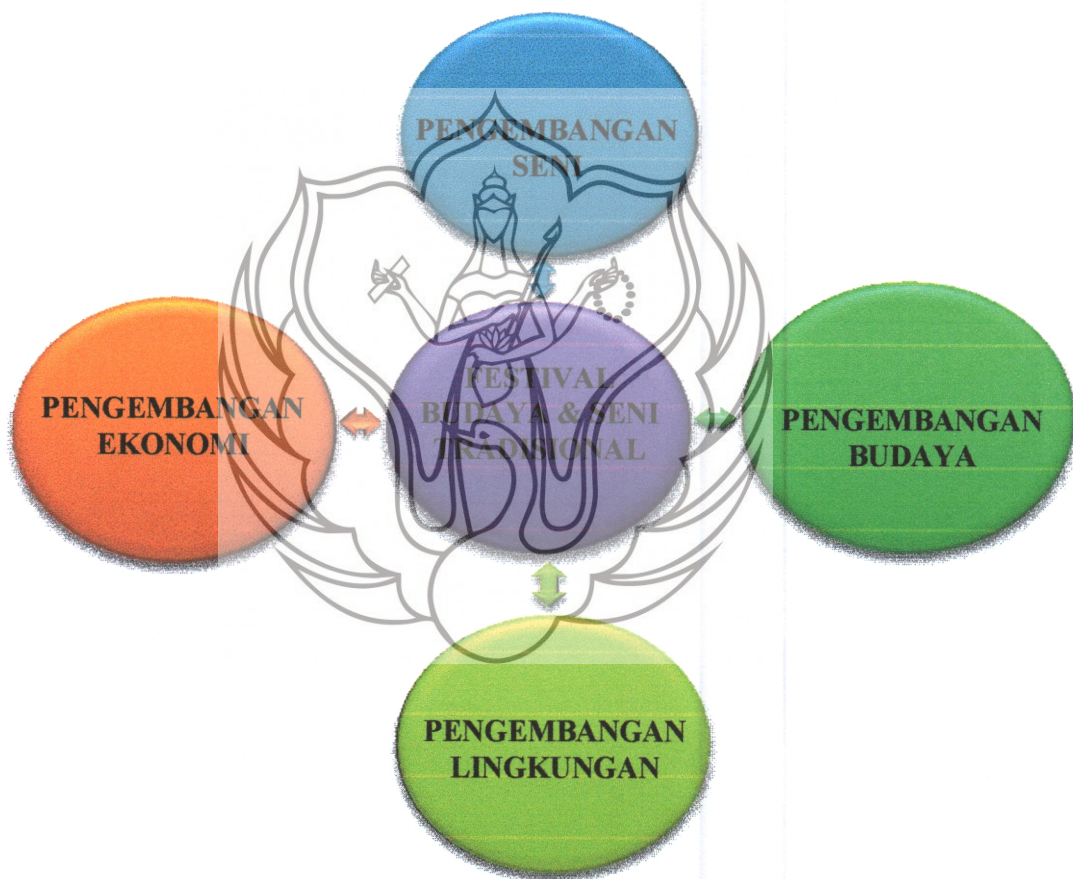 PENGEMBANGAN
SENI
PENGEMBANGAN
EKONOMI
FESTIVAL
BUDAYA & SENI
TRADISIONAL
PENGEMBANGAN
BUDAYA
PENGEMBANGAN
LINGKUNGAN